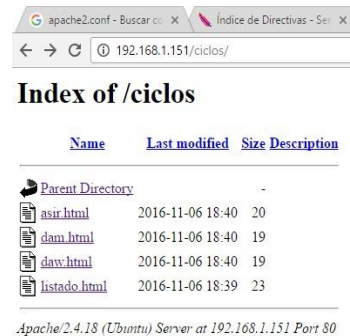 apache2.conf - Buscar co
Índice de Directivas - Ser
192.168.1.151/ciclos/
Index of /ciclos
Name Last modified Size Description
Parent Directory -
asir.html 2016-11-06 18:40 20
dam.html 2016-11-06 18:40 19
daw.html 2016-11-06 18:40 19
listado.html 2016-11-06 18:39 23
Apache/2.4.18 (Ubuntu) Server at 192.168.1.151 Port 80